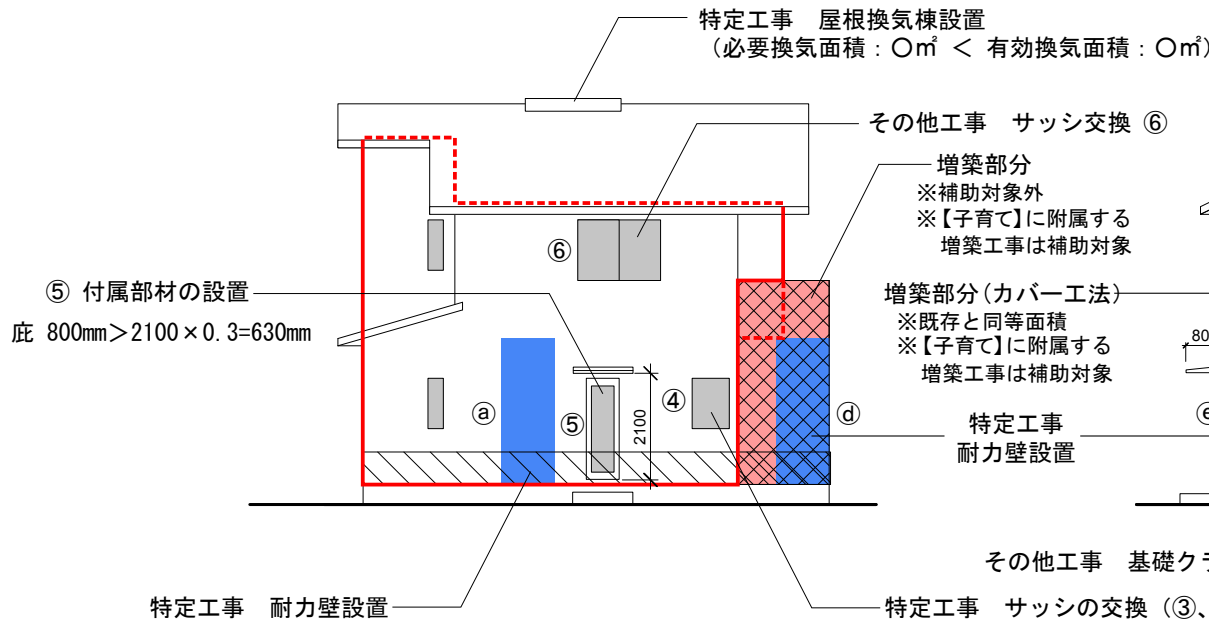 特定工事　屋根換気棟設置
（必要換気面積：〇㎡ ＜ 有効換気面積：〇㎡）
その他工事　サッシ交換 ⑥
増築部分
※補助対象外
※【子育て】に附属する
増築工事は補助対象
⑥
⑤ 付属部材の設置
庇 800mm＞2100×0.3=630mm
増築部分（カバー工法）
※既存と同等面積
※【子育て】に附属する
増築工事は補助対象
80
ⓐ
⑤
2100
④
ⓓ
ⓔ
特定工事
耐力壁設置
その他工事　基礎クラ
特定工事　耐力壁設置
特定工事　サッシの交換（③、